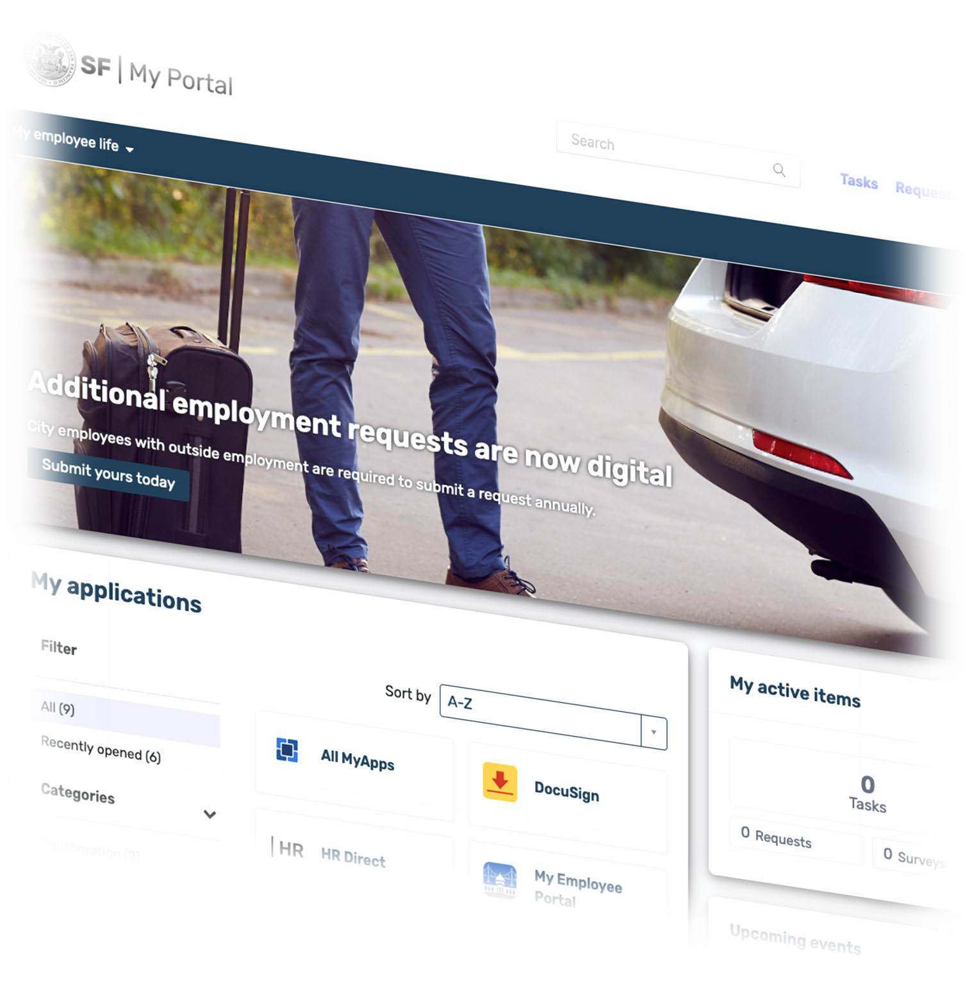 SF | My Portal
Search
Tasks
My employee life
Additional employment requests are now digital
City employees with outside employment are required to submit a request annually.
Submit yours today
My applications
Filter
All (9)
Recently opened (6)
Categories
Collaboration (2)
Sort by
A-Z
All MyApps
DocuSign
| HR
HR Direct
My Employee
Portal
My active items
0
Tasks
0 Requests
0 Surveys
Upcoming events